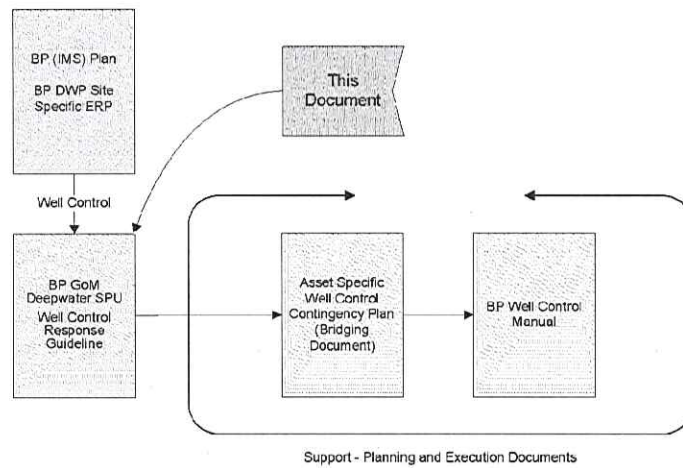 BP (IMS) Plan
BP DWP Site
Specific ERP
This
Document
Well Control
BP GoM
Deepwater SPU
Well Control
Response
Guideline
Asset Specific
Well Control
Contingency Plan
(Bridging
Document)
BP Well Control
Manual
Support - Planning and Execution Documents